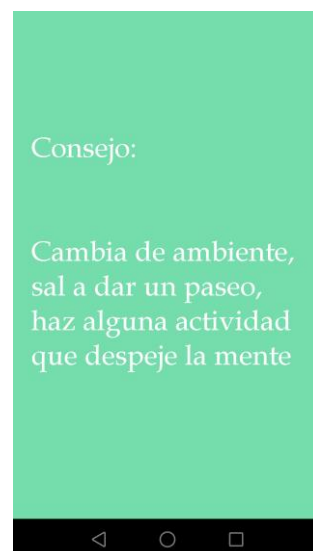 Consejo:
Cambia de ambiente,
sal a dar un paseo,
haz alguna actividad
que despeje la mente